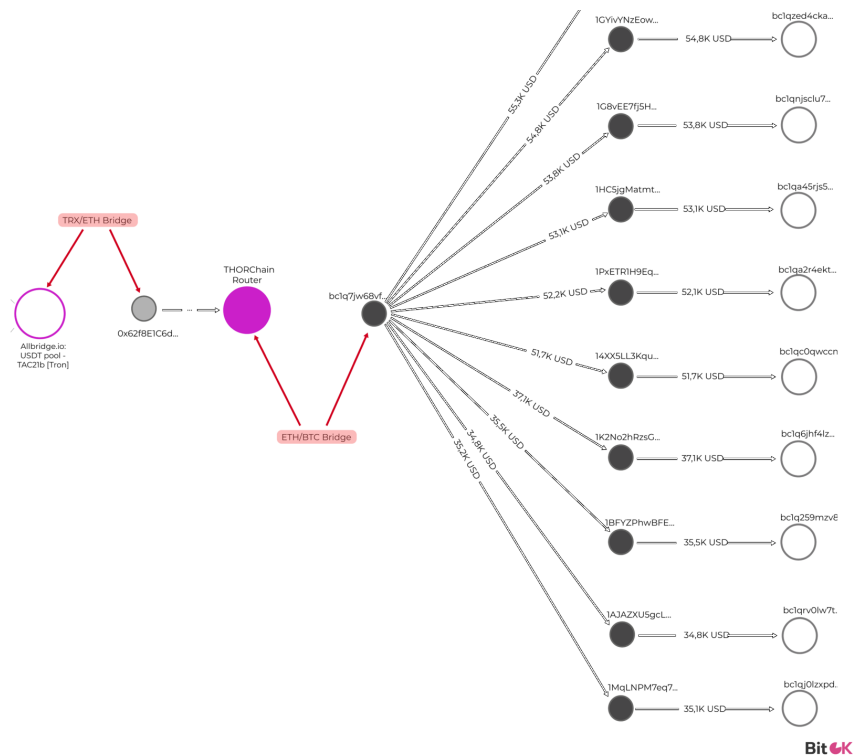 1GYivYNzEow...
bc1qzed4cka...
54,8K USD
55,3K USD
54,8K USD
1G8vEE7fj5H...
bc1qnjsclu7...
53,8K USD
53,8K USD
1HC5jgMatmt...
bc1qa45rjs5...
53,1K USD
53,1K USD
TRX/ETH Bridge
THORChain
Router
1PxETR1H9Eq...
bc1qa2r4ekt...
52,2K USD
52,1K USD
bc1q7jw68vf...
...
0x62f8E1C6d...
Allbridge.io:
USDT pool -
TAC21b [Tron]
14XX5LL3Kqu...
bc1qc0qwccn
51,7K USD
51,7K USD
ETH/BTC Bridge
37,1K USD
1K2No2hRzsG...
bc1q6jhf4lz...
37,1K USD
35,5K USD
34,8K USD
35,2K USD
1BFYZPhwBFE...
bc1q259mzv8
35,5K USD
1AJAZXU5gcL...
bc1qrv0lw7t.
34,8K USD
1MqLNPM7eq7...
bc1qj0lzxpd.
35,1K USD
BitOK